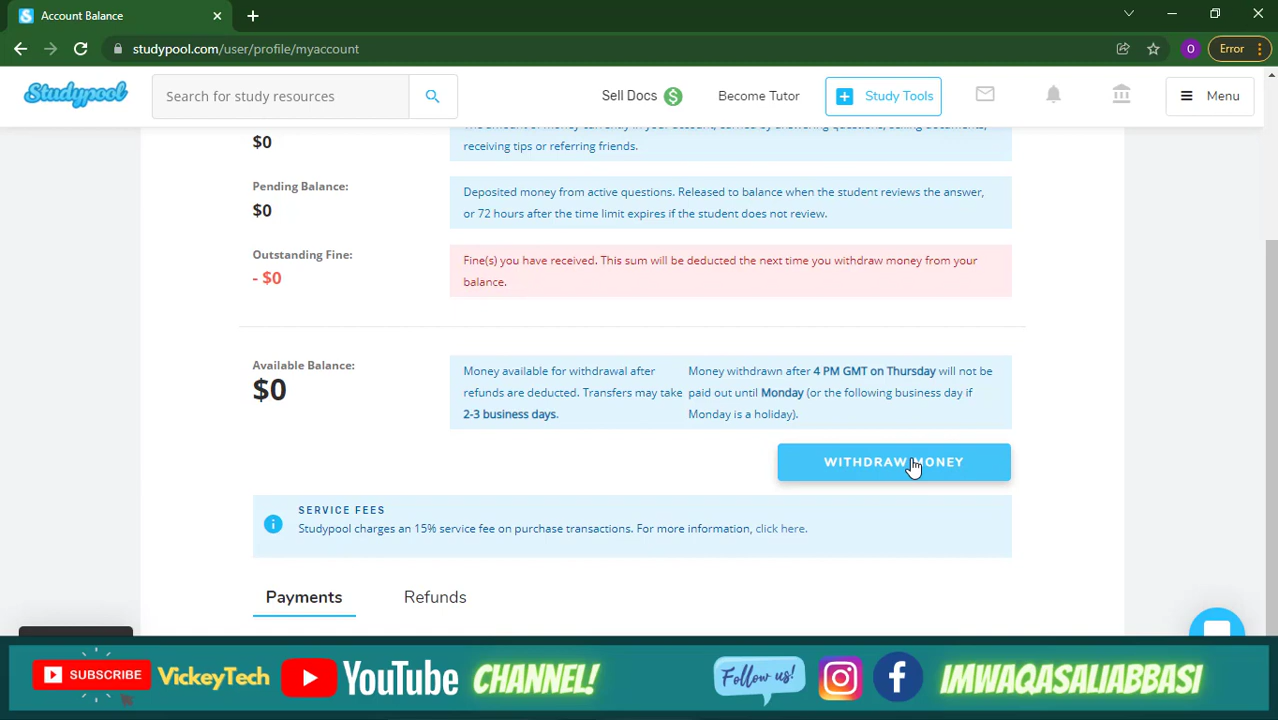 Account Balance
studypool.com/user/profile/myaccount
Error
Studypool
Search for study resources
Sell Docs
Become Tutor
Study Tools
Menu
$0
receiving tips or referring friends.
Pending Balance:
$0
Deposited money from active questions. Released to balance when the student reviews the answer,
or 72 hours after the time limit expires if the student does not review.
Outstanding Fine:
- $0
Fine(s) you have received. This sum will be deducted the next time you withdraw money from your
balance.
Available Balance:
$0
Money available for withdrawal after
refunds are deducted. Transfers may take
2-3 business days.
Money withdrawn after 4 PM GMT on Thursday will not be
paid out until Monday (or the following business day if
Monday is a holiday).
WITHDRAW MONEY
SERVICE FEES
Studypool charges an 15% service fee on purchase transactions. For more information, click here.
Payments
Refunds
SUBSCRIBE
VickeyTech
YouTube
CHANNEL!
Follow us!
IMWAQASALIABBASI